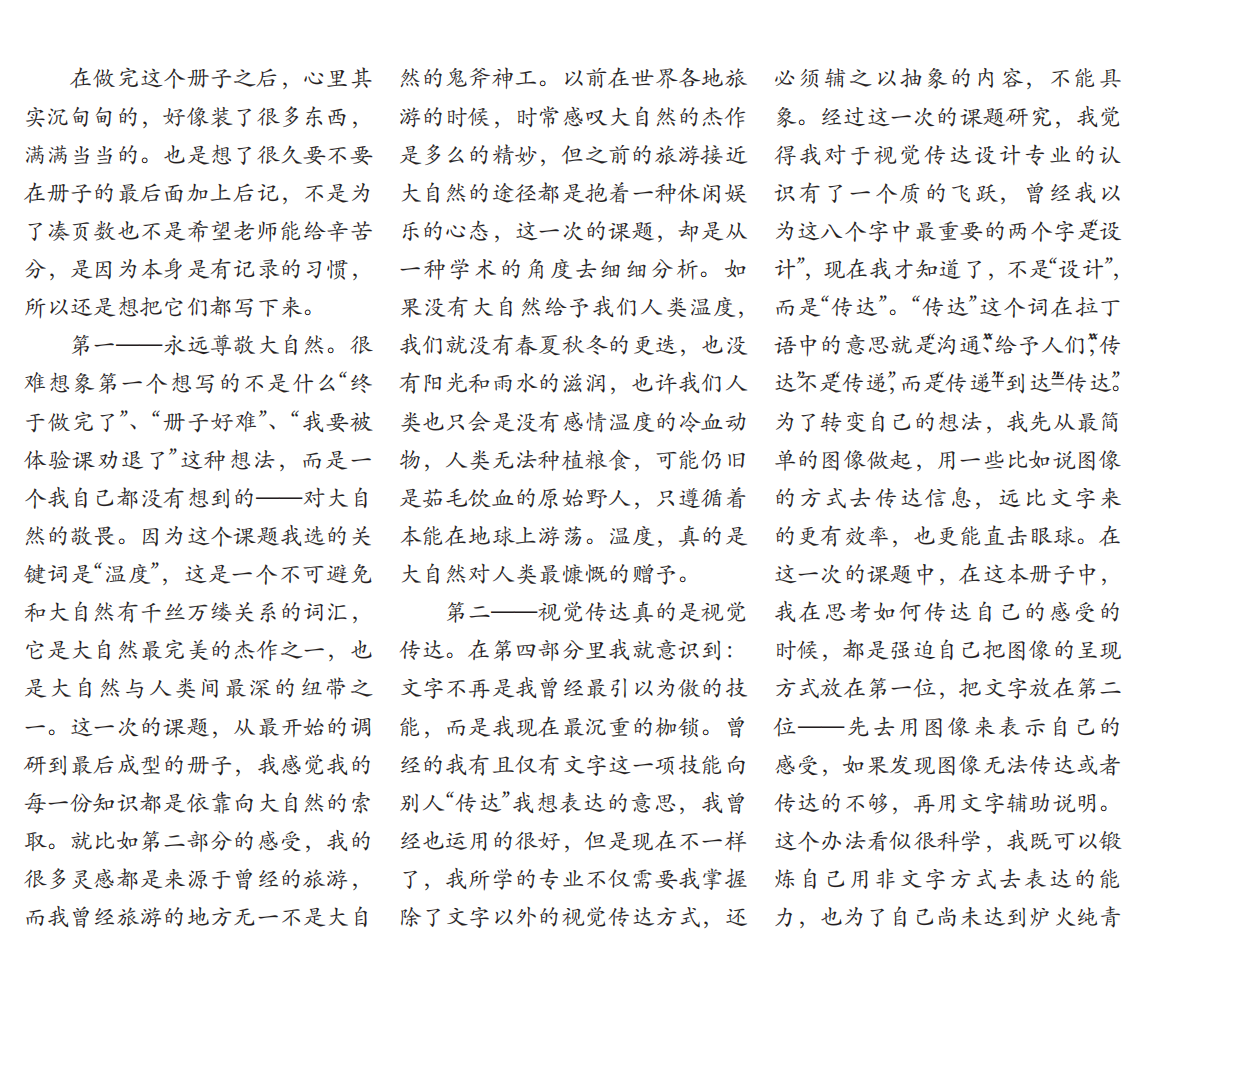 在做完这个册子之后，心里其
实沉甸甸的，好像装了很多东西，
满满当当的。也是想了很久要不要
在册子的最后面加上后记，不是为
了凑页数也不是希望老师能给辛苦
分，是因为本身是有记录的习惯，
所以还是想把它们都写下来。
第一——永远尊敬大自然。很
难想象第一个想写的不是什么“终
于做完了”、“册子好难”、“我要被
体验课劝退了”这种想法，而是一
个我自己都没有想到的——对大自
然的敬畏。因为这个课题我选的关
键词是“温度”，这是一个不可避免
和大自然有千丝万缕关系的词汇，
它是大自然最完美的杰作之一，也
是大自然与人类间最深的纽带之
一。这一次的课题，从最开始的调
研到最后成型的册子，我感觉我的
每一份知识都是依靠向大自然的索
取。就比如第二部分的感受，我的
很多灵感都是来源于曾经的旅游，
而我曾经旅游的地方无一不是大自
然的鬼斧神工。以前在世界各地旅
游的时候，时常感叹大自然的杰作
是多么的精妙，但之前的旅游接近
大自然的途径都是抱着一种休闲娱
乐的心态，这一次的课题，却是从
一种学术的角度去细细分析。如
果没有大自然给予我们人类温度，
我们就没有春夏秋冬的更迭，也没
有阳光和雨水的滋润，也许我们人
类也只会是没有感情温度的冷血动
物，人类无法种植粮食，可能仍旧
是茹毛饮血的原始野人，只遵循着
本能在地球上游荡。温度，真的是
大自然对人类最慷慨的赠予。
第二——视觉传达真的是视觉
传达。在第四部分里我就意识到：
文字不再是我曾经最引以为傲的技
能，而是我现在最沉重的枷锁。曾
经的我有且仅有文字这一项技能向
别人“传达”我想表达的意思，我曾
经也运用的很好，但是现在不一样
了，我所学的专业不仅需要我掌握
除了文字以外的视觉传达方式，还
必须辅之以抽象的内容，不能具
象。经过这一次的课题研究，我觉
得我对于视觉传达设计专业的认
识有了一个质的飞跃，曾经我以
为这八个字中最重要的两个字是“设
计”，现在我才知道了，不是“设计”，
而是“传达”。“传达”这个词在拉丁
语中的意思就是“沟通”、“给予人们”，“传
达”不是“传递”，而是“传递”+“到达”=“传达”。
为了转变自己的想法，我先从最简
单的图像做起，用一些比如说图像
的方式去传达信息，远比文字来
的更有效率，也更能直击眼球。在
这一次的课题中，在这本册子中，
我在思考如何传达自己的感受的
时候，都是强迫自己把图像的呈现
方式放在第一位，把文字放在第二
位——先去用图像来表示自己的
感受，如果发现图像无法传达或者
传达的不够，再用文字辅助说明。
这个办法看似很科学，我既可以锻
炼自己用非文字方式去表达的能
力，也为了自己尚未达到炉火纯青